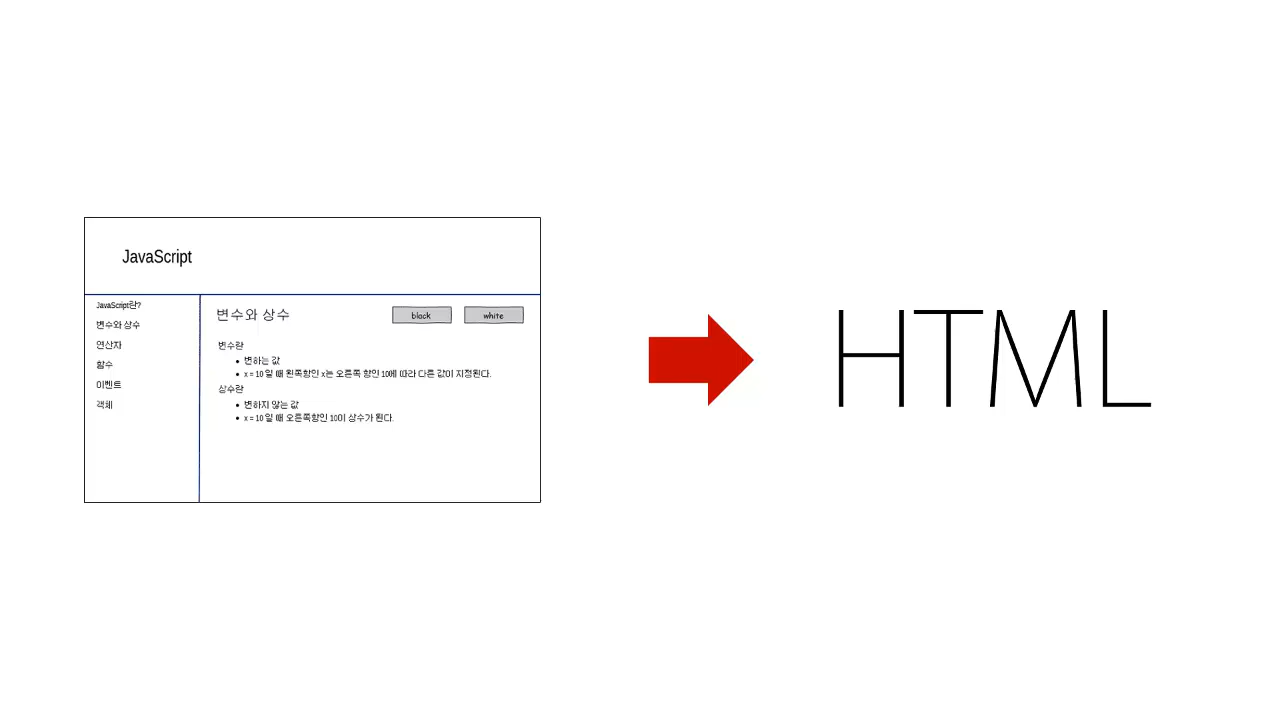 JavaScript
JavaScript란?
변수와 상수
연산자
함수
이벤트
객체
변수와 상수
black
white
변수란
변하는 값
x = 10 일 때 왼쪽항인 x는 오른쪽 항인 10에 따라 다른 값이 지정된다.
상수란
변하지 않는 값
x = 10 일 때 오른쪽항인 10이 상수가 된다.
HTML